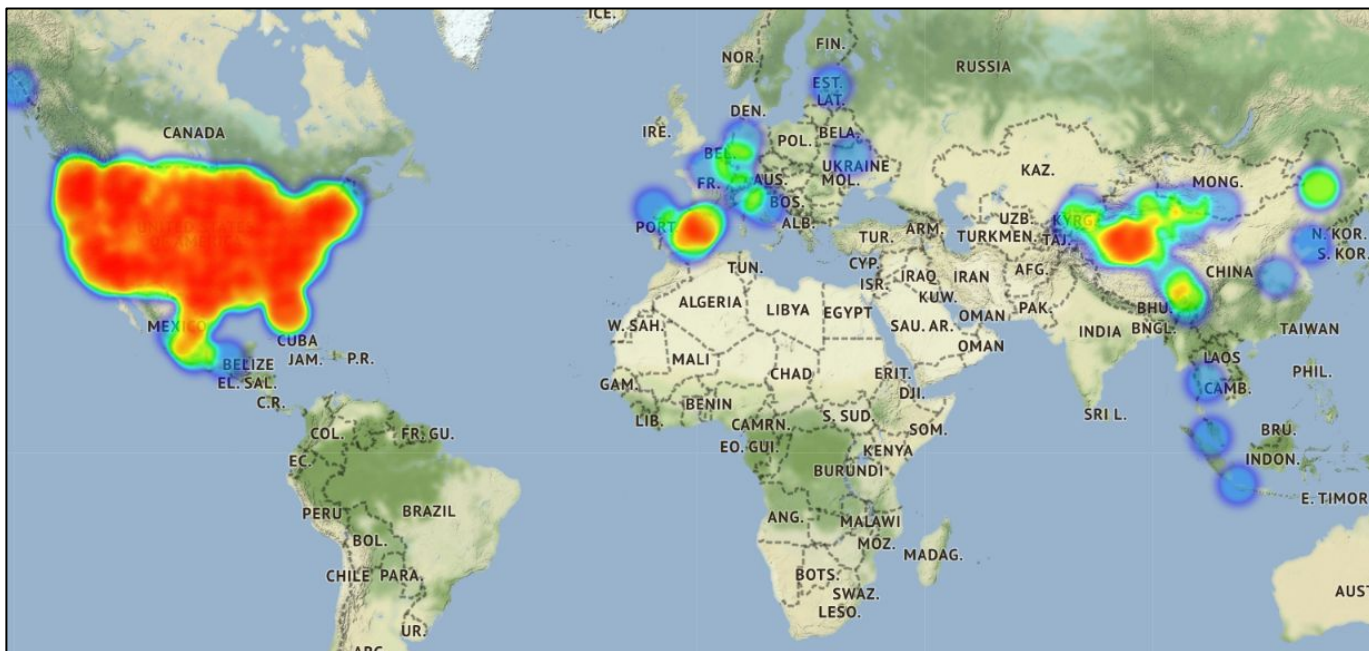 ICE.
NOR.
FIN.
RUSSIA
EST.
LAT.
DEN.
CANADA
IRE.
POL.
BELA.
BEL.
UKRAINE
KAZ.
FR.
AUS.
MOL.
MONG.
BOS.
PORT.
ALB.
UZB.
KYRG.
TUR.
ARM.
TURKMEN.
TAJ.
N. KOR.
S. KOR.
TUN.
CYP.
ISR.
IRAQ
IRAN
AFG.
CHINA
ALGERIA
LIBYA
EGYPT
KUW.
PAK.
BHU.
MEXICO
W. SAH.
SAU. AR.
OMAN
INDIA
BNGL.
TAIWAN
CUBA
JAM.
P.R.
BELIZE
MALI
CHAD
OMAN
LAOS
EL. SAL.
GAM.
ERIT.
DJI.
CAMB.
PHIL.
C.R.
BENIN
LIB.
S. SUD.
SRI L.
COL.
FR. GU.
CAMRN.
SOM.
BRU.
EC.
EQ. GUI.
KENYA
INDON.
BURUNDI
PERU
BRAZIL
ANG.
MALAWI
E. TIMOR
BOL.
MOZ.
MADAG.
CHILE
PARA.
BOTS.
SWAZ.
LESO.
AUST
UR.
ARG.